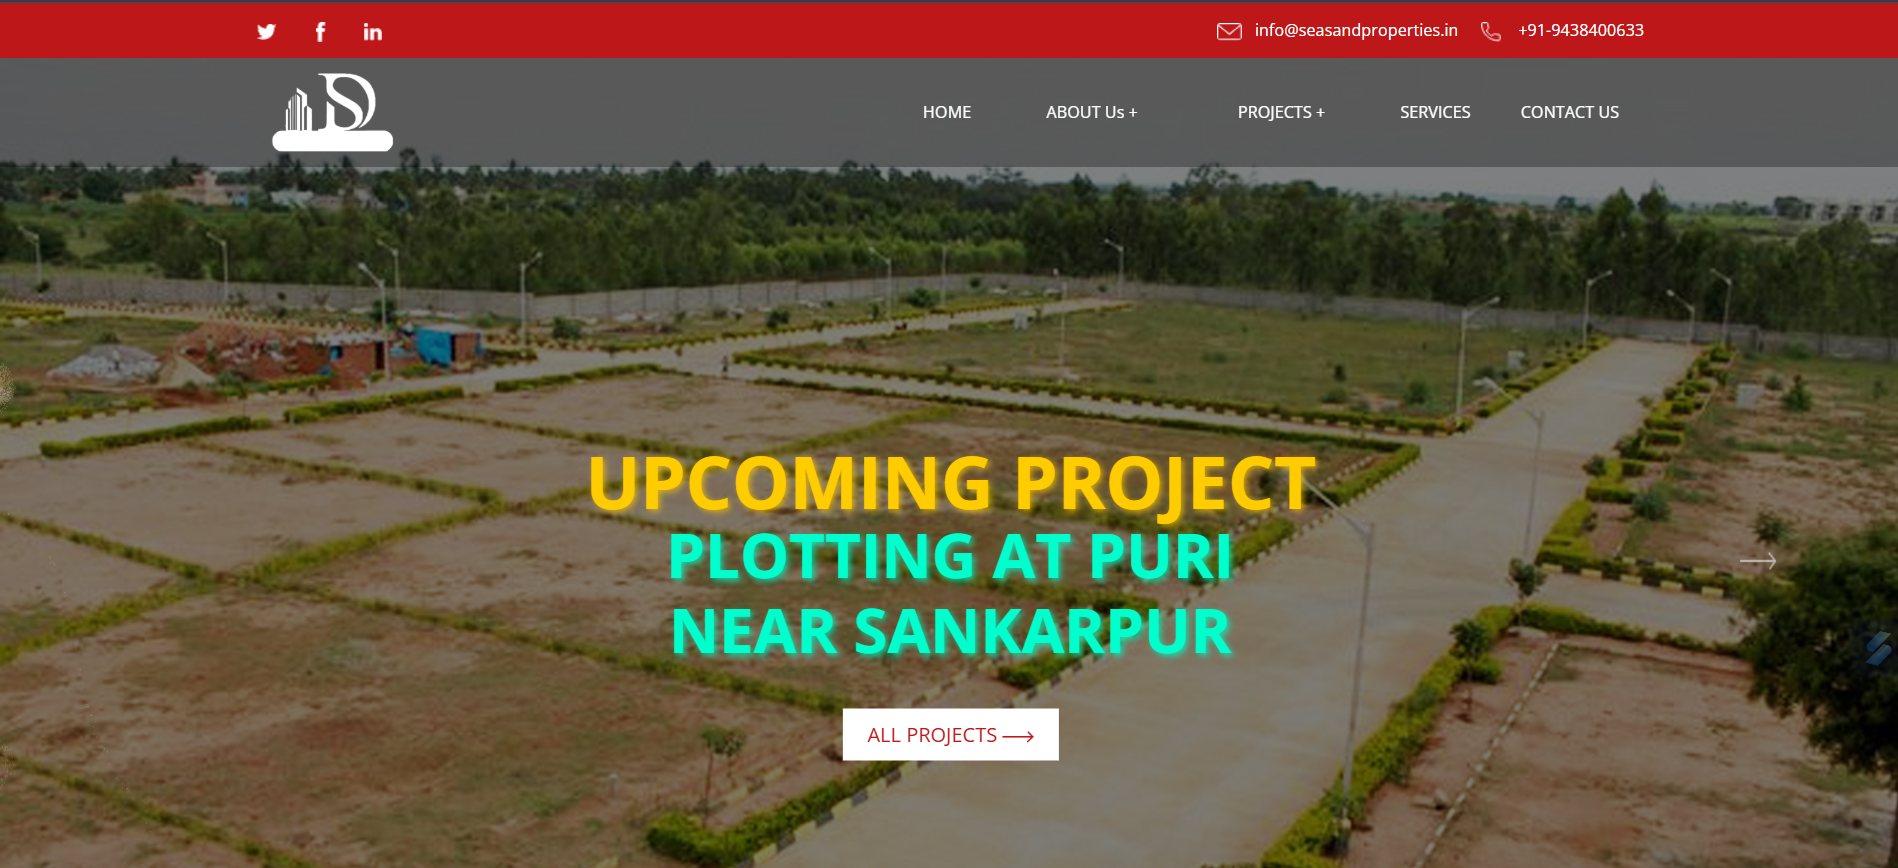 info@seasandproperties.in
+91-9438400633
SD
HOME
ABOUT Us +
PROJECTS +
SERVICES
CONTACT US
UPCOMING PROJECT
PLOTTING AT PURI
NEAR SANKARPUR
ALL PROJECTS